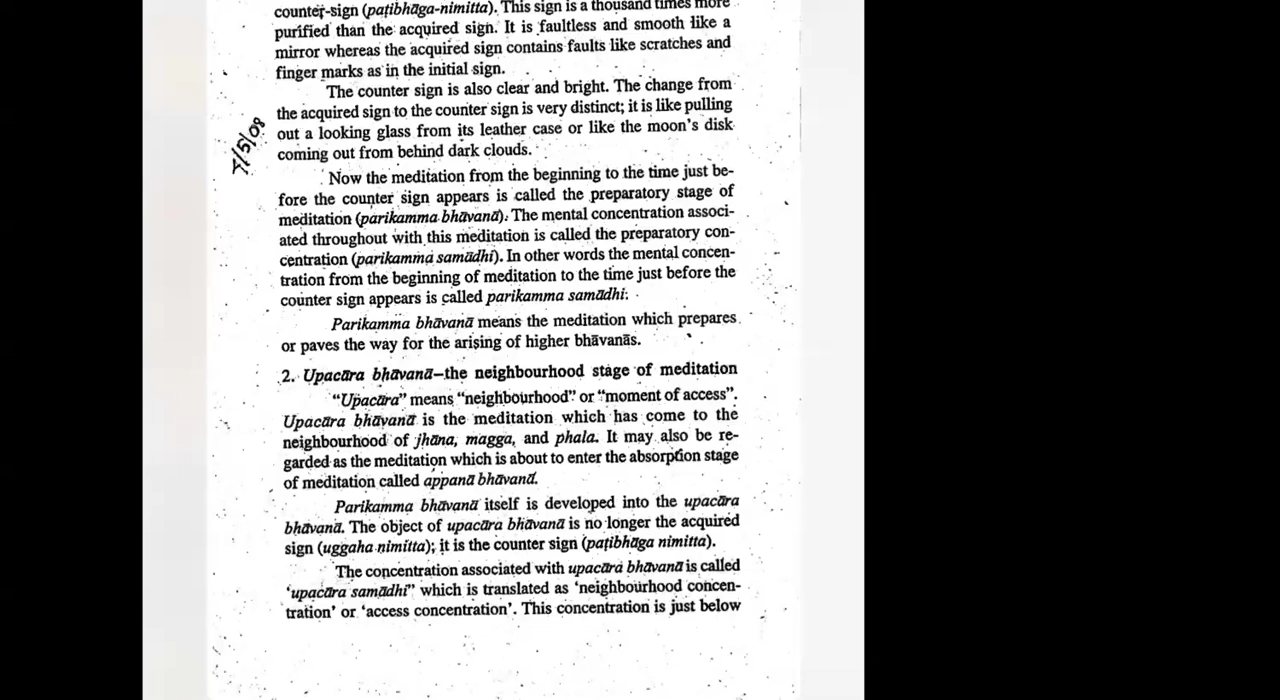 counter-sign (paṭibhāga-nimitta). This sign is a thousand times more
purified than the acquired sign. It is faultless and smooth like a
mirror whereas the acquired sign contains faults like scratches and
finger marks as in the initial sign.
The counter sign is also clear and bright. The change from
the acquired sign to the counter sign is very distinct; it is like pulling
out a looking glass from its leather case or like the moon's disk
coming out from behind dark clouds.
7/5/08
Now the meditation from the beginning to the time just be-
fore the counter sign appears is called the preparatory stage of
meditation (parikamma bhāvanā). The mental concentration associ-
ated throughout with this meditation is called the preparatory con-
centration (parikamma samādhi). In other words the mental concen-
tration from the beginning of meditation to the time just before the
counter sign appears is called parikamma samādhi.
Parikamma bhāvanā means the meditation which prepares
or paves the way for the arising of higher bhāvanās.
2. Upacāra bhāvanā–the neighbourhood stage of meditation
"Upacāra" means "neighbourhood" or "moment of access".
Upacāra bhāvanā is the meditation which has come to the
neighbourhood of jhāna, magga, and phala. It may also be re-
garded as the meditation which is about to enter the absorption stage
of meditation called appanā bhāvanā.
Parikamma bhāvanā itself is developed into the upacāra
bhāvanā. The object of upacāra bhāvanā is no longer the acquired
sign (uggaha nimitta); it is the counter sign (paṭibhāga nimitta).
The concentration associated with upacāra bhāvanā is called
'upacāra samādhi" which is translated as 'neighbourhood concen-
tration' or 'access concentration'. This concentration is just below